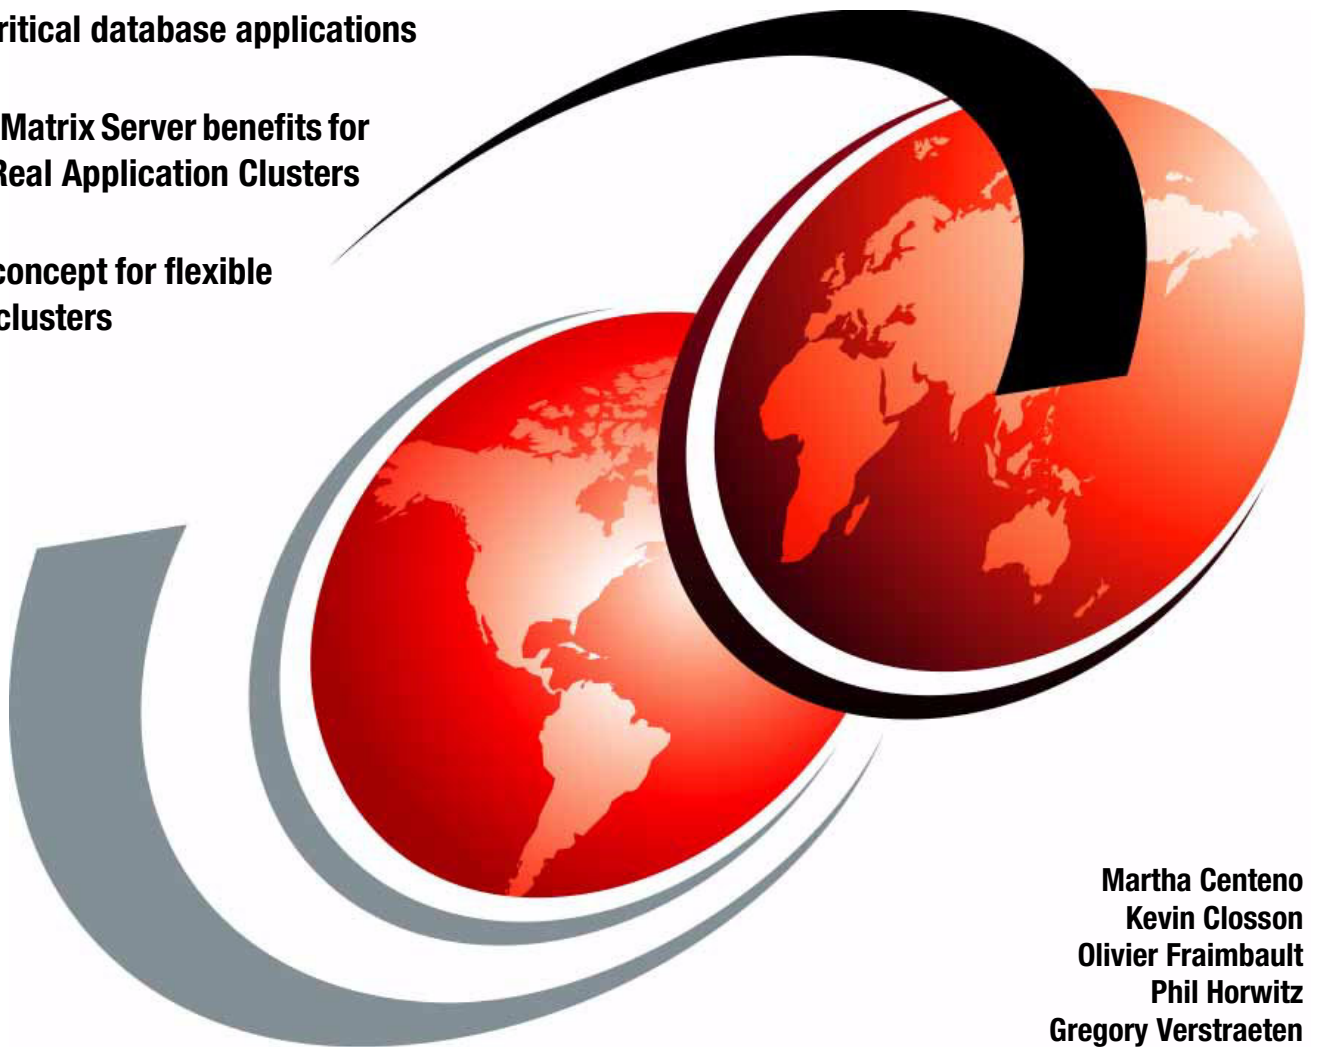 ritical database applications
Matrix Server benefits for
Real Application Clusters
concept for flexible
clusters
Martha Centeno
Kevin Closson
Olivier Fraimbault
Phil Horwitz
Gregory Verstraeten